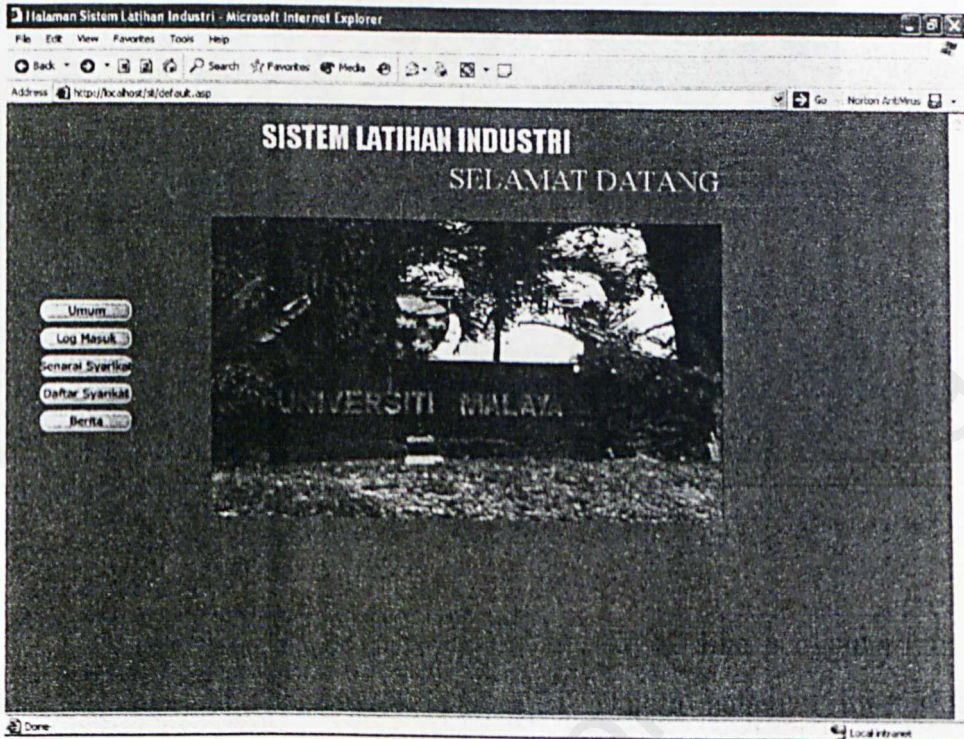 Halaman Sistem Latihan Industri - Microsoft Internet Explorer
File Edit View Favorites Tools Help
Back Search Favorites Media
Address http://localhost/sli/default.asp Go Norton AntiVirus
SISTEM LATIHAN INDUSTRI
SELAMAT DATANG
Umum
Log Masuk
Senarai Syarikat
Daftar Syarikat
Berita
UNIVERSITI MALAYA
Done Local intranet